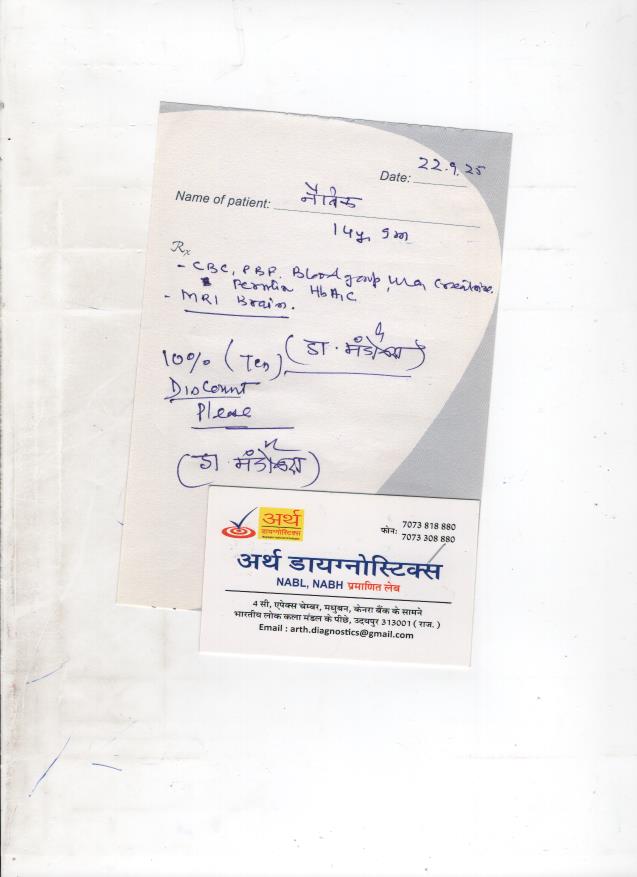 Date: 22.9.25
Name of patient: नैतिक
14y
Rx
- CBC, PBF. Blood group, Urea Creatinine.
Ferritin HbA1C
- MRI Brain.
10% (Ten) (डा.
Discount
Please
(डा.
अर्थ
डायग्नोस्टिक्स
फोन: 7073 818 880
7073 308 880
अर्थ डायग्नोस्टिक्स
NABL, NABH प्रमाणित लेब
4 सी, एपेक्स चेम्बर, मधुबन, केनरा बैंक के सामने
भारतीय लोक कला मंडल के पीछे, उदयपुर 313001 ( राज. )
Email : arth.diagnostics@gmail.com